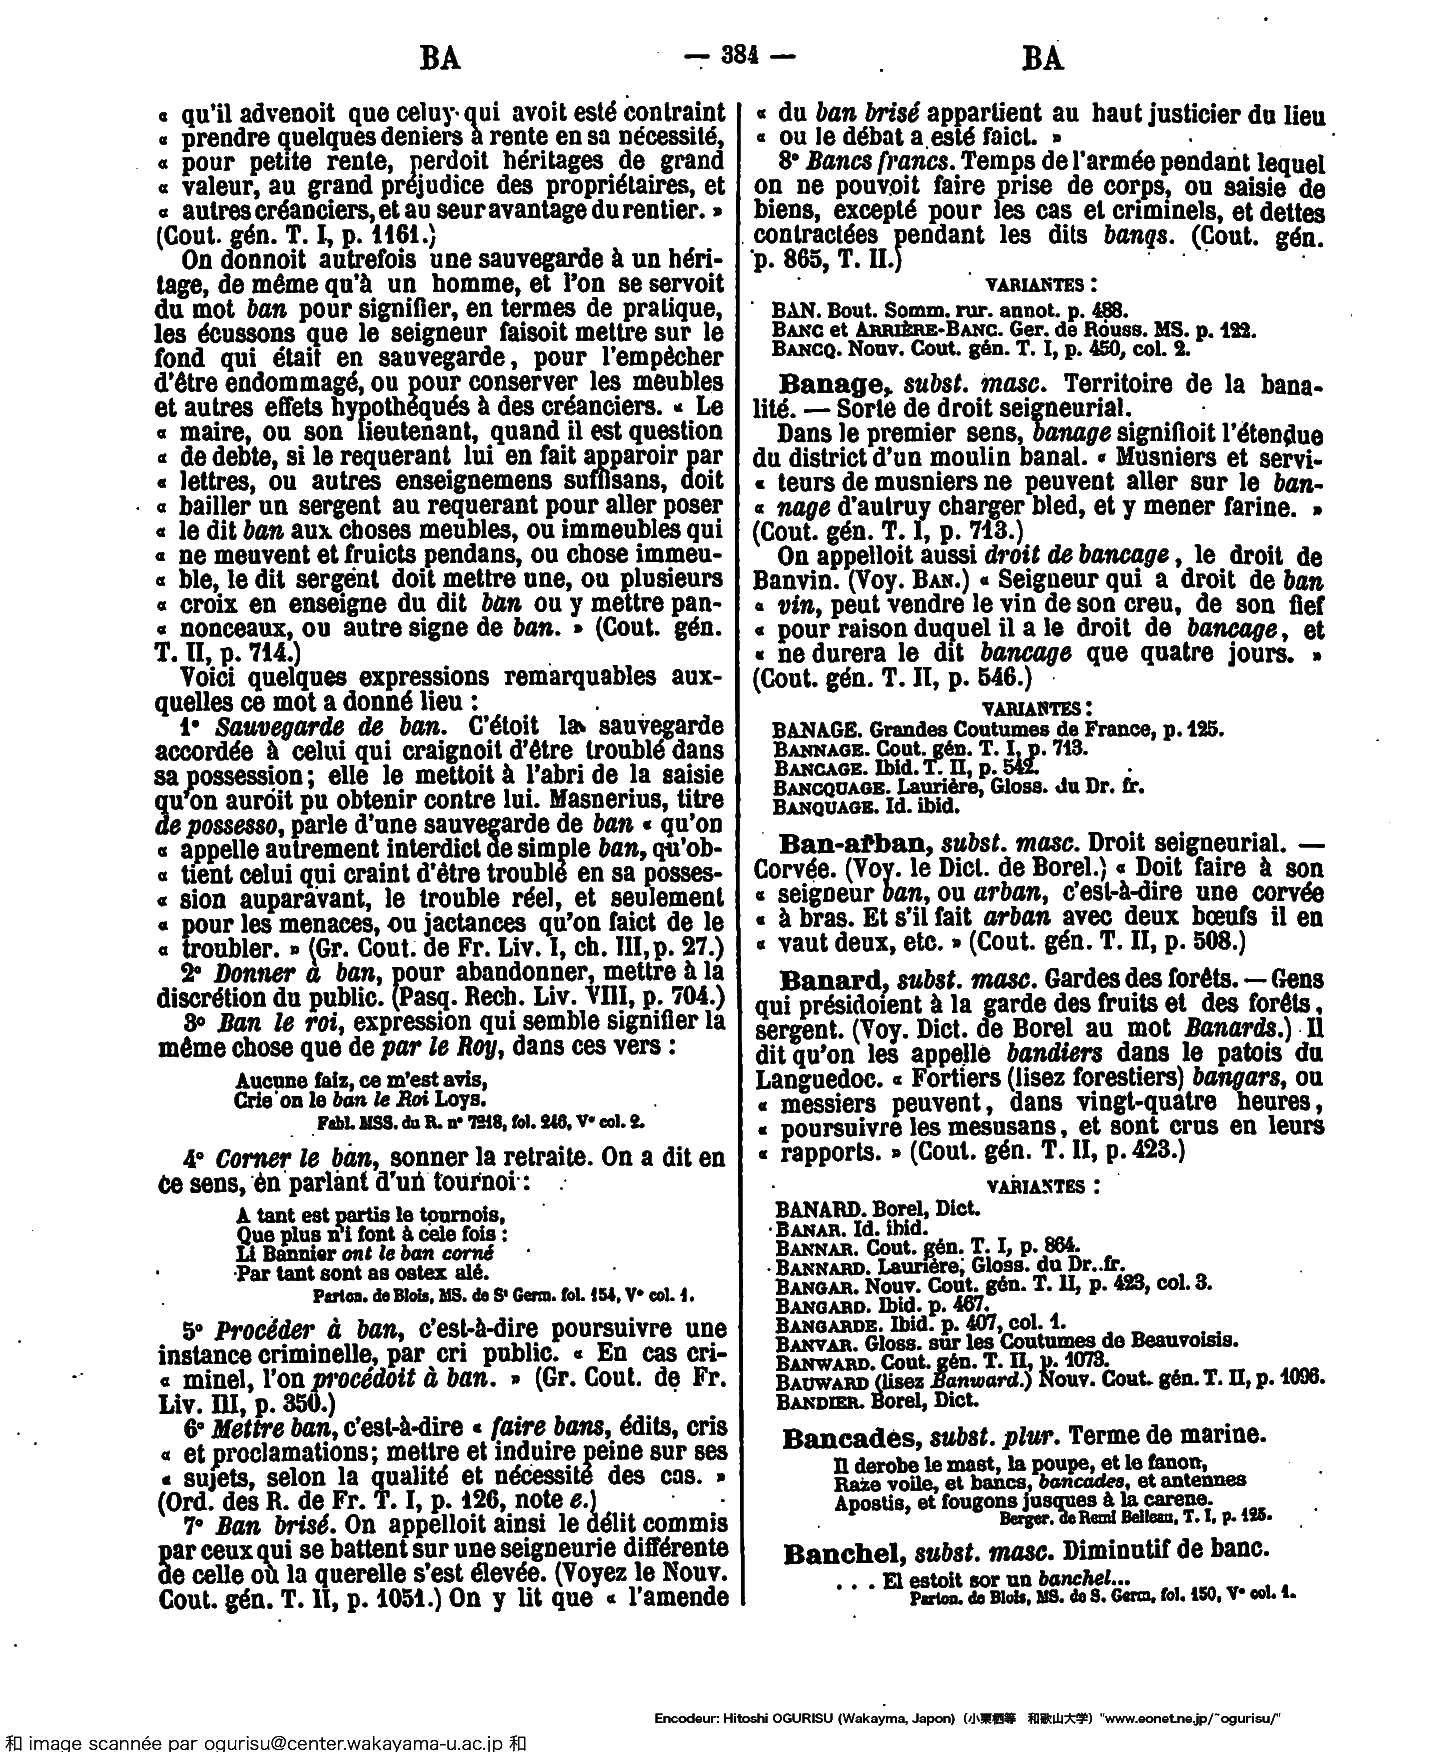 BA — 384 — BA
« qu'il advenoit que celuy qui avoit esté contraint
« prendre quelques deniers à rente en sa nécessité,
« pour petite rente, perdoit héritages de grand
« valeur, au grand préjudice des propriétaires, et
« autres créanciers, et au seur avantage du rentier. »
(Cout. gén. T. I, p. 1161.)
On donnoit autrefois une sauvegarde à un héri-
tage, de même qu'à un homme, et l'on se servoit
du mot ban pour signifier, en termes de pratique,
les écussons que le seigneur faisoit mettre sur le
fond qui était en sauvegarde, pour l'empêcher
d'être endommagé, ou pour conserver les meubles
et autres effets hypothéqués à des créanciers. « Le
« maire, ou son lieutenant, quand il est question
« de debte, si le requerant lui en fait apparoir par
« lettres, ou autres enseignemens suffisans, doit
« bailler un sergent au requerant pour aller poser
« le dit ban aux choses meubles, ou immeubles qui
« ne meuvent et fruicts pendans, ou chose immeu-
« ble, le dit sergent doit mettre une, ou plusieurs
« croix en enseigne du dit ban ou y mettre pan-
« nonceaux, ou autre signe de ban. » (Cout. gén.
T. II, p. 714.)
Voici quelques expressions remarquables aux-
quelles ce mot a donné lieu :
1° Sauvegarde de ban. C'étoit la sauvegarde
accordée à celui qui craignoit d'être troublé dans
sa possession ; elle le mettoit à l'abri de la saisie
qu'on auroit pu obtenir contre lui. Masnerius, titre
de possesso, parle d'une sauvegarde de ban « qu'on
« appelle autrement interdict de simple ban, qu'ob-
« tient celui qui craint d'être troublé en sa posses-
« sion auparavant, le trouble réel, et seulement
« pour les menaces, ou jactances qu'on faict de le
« troubler. » (Gr. Cout. de Fr. Liv. I, ch. III, p. 27.)
2° Donner à ban, pour abandonner, mettre à la
discrétion du public. (Pasq. Rech. Liv. VIII, p. 704.)
3° Ban le roi, expression qui semble signifier la
même chose que de par le Roy, dans ces vers :
Aucune faiz, ce m'est avis,
Crie on le ban le Roi Loys.
Fabl. MSS. du R. n° 7218, fol. 246, V° col. 2.
4° Corner le ban, sonner la retraite. On a dit en
ce sens, en parlant d'un tournoi :
A tant est partis le tournois,
Que plus n'i font à cele fois :
Li Bannier ont le ban corné
Par tant sont as ostex alé.
Parton. de Blois, MS. de S' Germ. fol. 154, V° col. 1.
5° Procéder à ban, c'est-à-dire poursuivre une
instance criminelle, par cri public. « En cas cri-
« minel, l'on procédoit à ban. » (Gr. Cout. de Fr.
Liv. III, p. 350.)
6° Mettre ban, c'est-à-dire « faire bans, édits, cris
« et proclamations ; mettre et induire peine sur ses
« sujets, selon la qualité et nécessité des cas. »
(Ord. des R. de Fr. T. I, p. 126, note e.)
7° Ban brisé. On appelloit ainsi le délit commis
par ceux qui se battent sur une seigneurie différente
de celle où la querelle s'est élevée. (Voyez le Nouv.
Cout. gén. T. II, p. 1051.) On y lit que « l'amende
« du ban brisé appartient au haut justicier du lieu
« ou le débat a esté faict. »
8° Bancs francs. Temps de l'armée pendant lequel
on ne pouvoit faire prise de corps, ou saisie de
biens, excepté pour les cas et criminels, et dettes
contractées pendant les dits banqs. (Cout. gén.
p. 865, T. II.)
VARIANTES :
BAN. Bout. Somm. rur. annot. p. 488.
BANC et ARRIÈRE-BANC. Ger. de Rouss. MS. p. 122.
BANCQ. Nouv. Cout. gén. T. I, p. 450, col. 2.
Banage, subst. masc. Territoire de la bana-
lité. — Sorte de droit seigneurial.
Dans le premier sens, banage signifioit l'étendue
du district d'un moulin banal. « Musniers et servi-
« teurs de musniers ne peuvent aller sur le ban-
« nage d'autruy charger bled, et y mener farine. »
(Cout. gén. T. I, p. 713.)
On appelloit aussi droit de bancage, le droit de
Banvin. (Voy. BAN.) « Seigneur qui a droit de ban
« vin, peut vendre le vin de son creu, de son fief
« pour raison duquel il a le droit de bancage, et
« ne durera le dit bancage que quatre jours. »
(Cout. gén. T. II, p. 546.)
VARIANTES :
BANAGE. Grandes Coutumes de France, p. 125.
BANNAGE. Cout. gén. T. I, p. 713.
BANCAGE. Ibid. T. II, p. 542.
BANCQUAGE. Laurière, Gloss. du Dr. fr.
BANQUAGE. Id. ibid.
Ban-arban, subst. masc. Droit seigneurial. —
Corvée. (Voy. le Dict. de Borel.) « Doit faire à son
« seigneur ban, ou arban, c'est-à-dire une corvée
« à bras. Et s'il fait arban avec deux bœufs il en
« vaut deux, etc. » (Cout. gén. T. II, p. 508.)
Banard, subst. masc. Gardes des forêts. — Gens
qui présidoient à la garde des fruits et des forêts,
sergent. (Voy. Dict. de Borel au mot Banards.) Il
dit qu'on les appelle bandiers dans le patois du
Languedoc. « Fortiers (lisez forestiers) bangars, ou
« messiers peuvent, dans vingt-quatre heures,
« poursuivre les mesusans, et sont crus en leurs
« rapports. » (Cout. gén. T. II, p. 423.)
VARIANTES :
BANARD. Borel, Dict.
BANAR. Id. ibid.
BANNAR. Cout. gén. T. I, p. 864.
BANNARD. Laurière, Gloss. du Dr. fr.
BANGAR. Nouv. Cout. gén. T. II, p. 423, col. 3.
BANGARD. Ibid. p. 467.
BANGARDE. Ibid. p. 407, col. 1.
BANVAR. Gloss. sur les Coutumes de Beauvoisis.
BANWARD. Cout. gén. T. II, p. 1073.
BAUWARD (lisez Banward.) Nouv. Cout. gén. T. II, p. 1096.
BANDIER. Borel, Dict.
Bancades, subst. plur. Terme de marine.
Il derobe le mast, la poupe, et le fanon,
Raze voile, et bancs, bancades, et antennes
Apostis, et fougons jusques à la carene.
Berger. de Remi Belleau, T. I, p. 125.
Banchel, subst. masc. Diminutif de banc.
. . . El estoit sor un banchel...
Parton. de Blois, MS. de S. Germ, fol. 150, V° col. 1.
Encodeur: Hitoshi OGURISU (Wakayma, Japon) (小栗栖等 和歌山大学) "www.eonet.ne.jp/~ogurisu/"
和 image scannée par ogurisu@center.wakayama-u.ac.jp 和